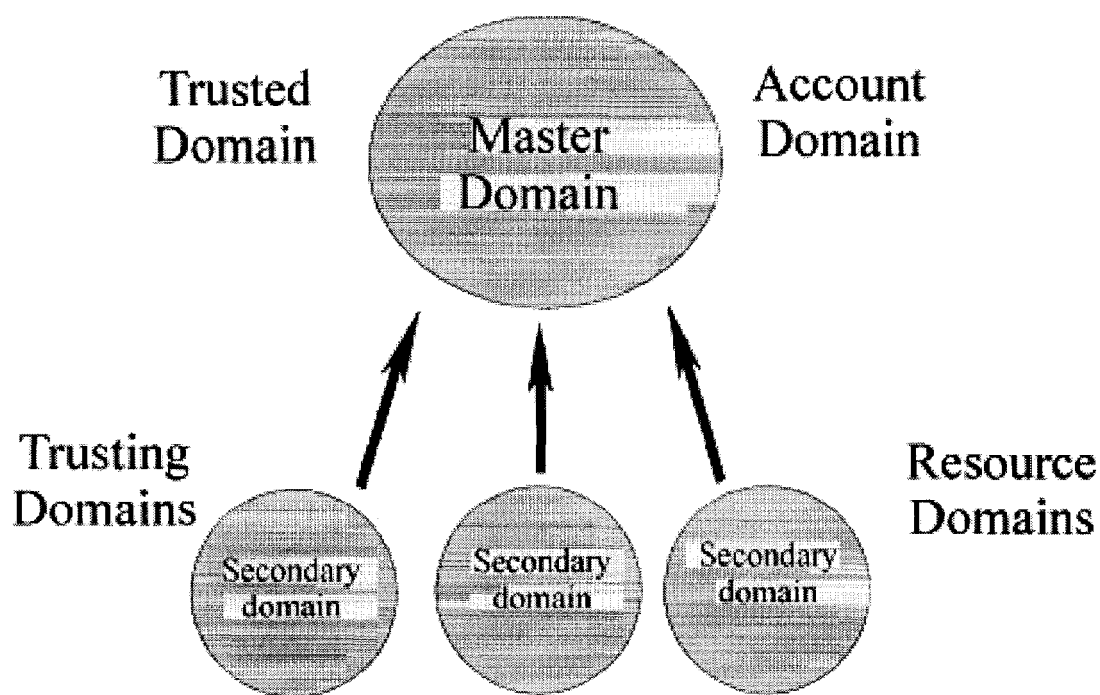 Trusted
Domain
Master
Domain
Account
Domain
Trusting
Domains
Secondary
domain
Secondary
domain
Secondary
domain
Resource
Domains